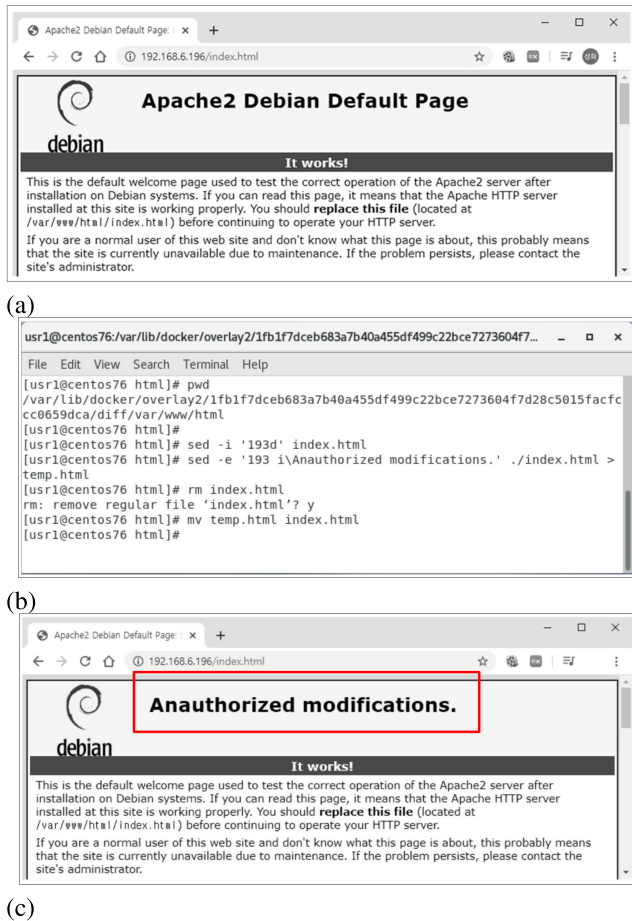 Apache2 Debian Default Page:
192.168.6.196/index.html
debian
Apache2 Debian Default Page
It works!
This is the default welcome page used to test the correct operation of the Apache2 server after
installation on Debian systems. If you can read this page, it means that the Apache HTTP server
installed at this site is working properly. You should replace this file (located at
/var/www/html/index.html) before continuing to operate your HTTP server.
If you are a normal user of this web site and don't know what this page is about, this probably means
that the site is currently unavailable due to maintenance. If the problem persists, please contact the
site's administrator.
(a)
usr1@centos76:/var/lib/docker/overlay2/1fb1f7dceb683a7b40a455df499c22bce7273604f7...
File Edit View Search Terminal Help
[usr1@centos76 html]# pwd
/var/lib/docker/overlay2/1fb1f7dceb683a7b40a455df499c22bce7273604f7d28c5015facfc
cc0659dca/diff/var/www/html
[usr1@centos76 html]#
[usr1@centos76 html]# sed -i '193d' index.html
[usr1@centos76 html]# sed -e '193 i\Anauthorized modifications.' ./index.html >
temp.html
[usr1@centos76 html]# rm index.html
rm: remove regular file ‘index.html’? y
[usr1@centos76 html]# mv temp.html index.html
[usr1@centos76 html]#
(b)
Apache2 Debian Default Page:
192.168.6.196/index.html
debian
Anauthorized modifications.
It works!
This is the default welcome page used to test the correct operation of the Apache2 server after
installation on Debian systems. If you can read this page, it means that the Apache HTTP server
installed at this site is working properly. You should replace this file (located at
/var/www/html/index.html) before continuing to operate your HTTP server.
If you are a normal user of this web site and don't know what this page is about, this probably means
that the site is currently unavailable due to maintenance. If the problem persists, please contact the
site's administrator.
(c)